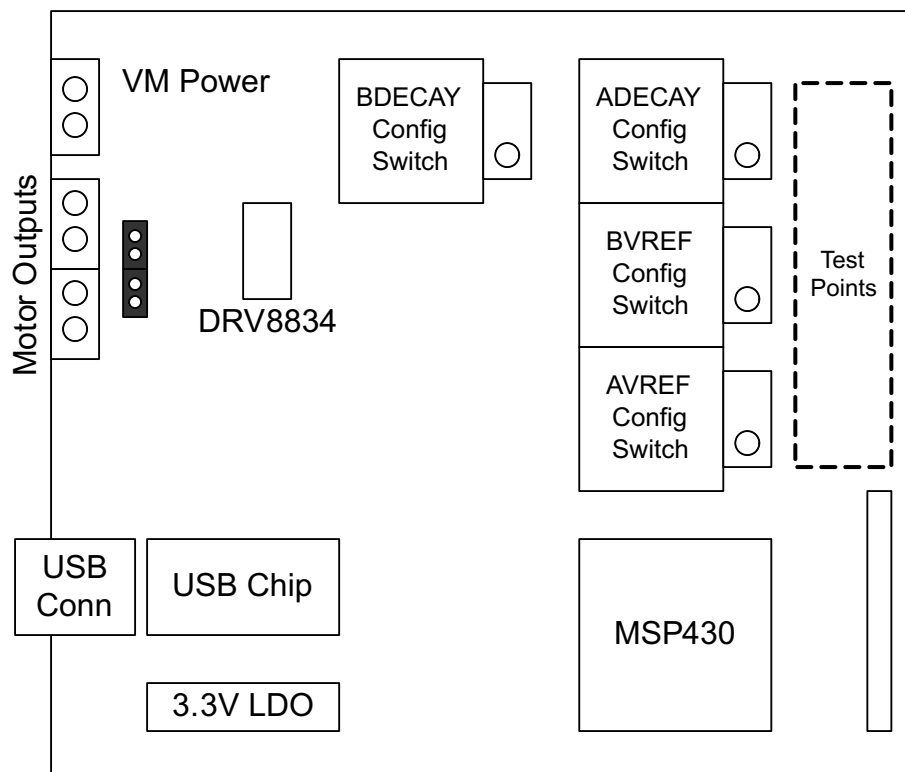 VM Power
BDECAY
Config
Switch
ADECAY
Config
Switch
Motor Outputs
DRV8834
BVREF
Config
Switch
Test
Points
AVREF
Config
Switch
USB
Conn
USB Chip
MSP430
3.3V LDO